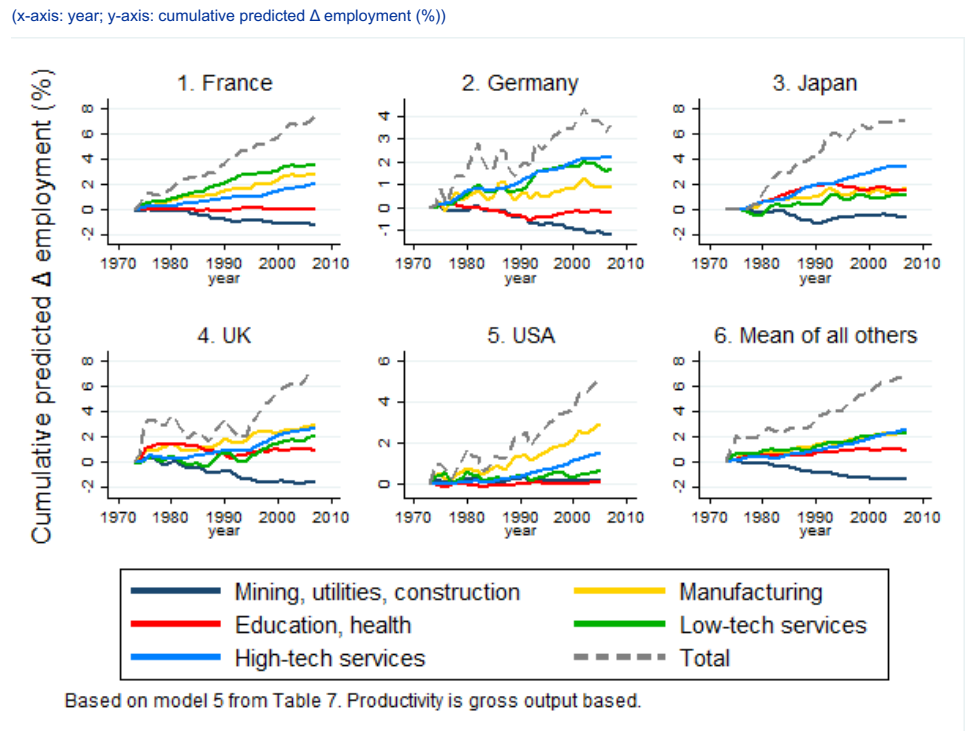 (x-axis: year; y-axis: cumulative predicted Δ employment (%))
Cumulative predicted Δ employment (%)
1. France
8
6
4
2
0
-2
1970 1980 1990 2000 2010
year
2. Germany
4
3
2
1
0
-1
1970 1980 1990 2000 2010
year
3. Japan
8
6
4
2
0
-2
1970 1980 1990 2000 2010
year
4. UK
8
6
4
2
0
-2
1970 1980 1990 2000 2010
year
5. USA
6
4
2
0
1970 1980 1990 2000 2010
year
6. Mean of all others
8
6
4
2
0
-2
1970 1980 1990 2000 2010
year
Mining, utilities, construction
Manufacturing
Education, health
Low-tech services
High-tech services
Total
Based on model 5 from Table 7. Productivity is gross output based.